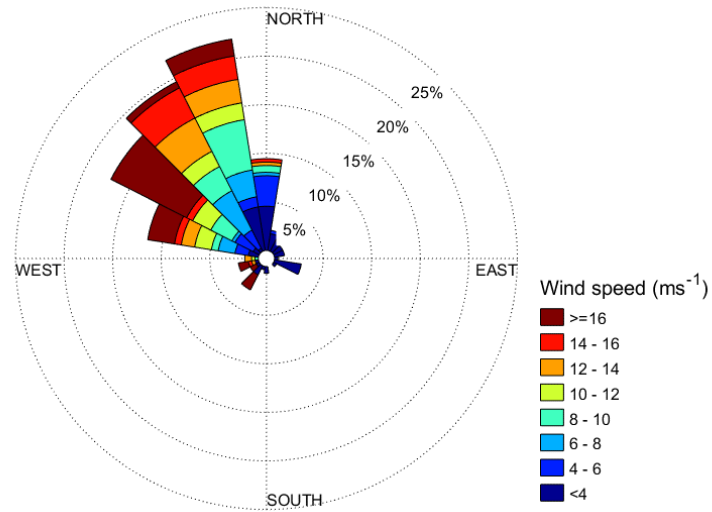 NORTH
25%
20%
15%
10%
5%
WEST
EAST
SOUTH
Wind speed (ms⁻¹)
>=16
14 - 16
12 - 14
10 - 12
8 - 10
6 - 8
4 - 6
<4